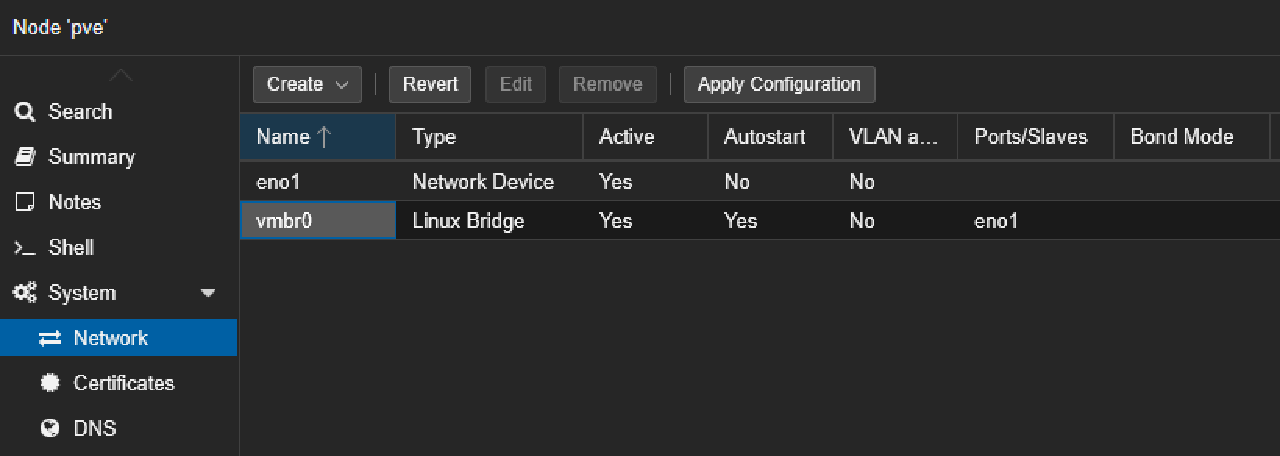 Node 'pve'
Search
Summary
Notes
Shell
System
Network
Certificates
DNS
Create Revert Edit Remove Apply Configuration
Name Type Active Autostart VLAN a... Ports/Slaves Bond Mode
eno1 Network Device Yes No No
vmbr0 Linux Bridge Yes Yes No eno1